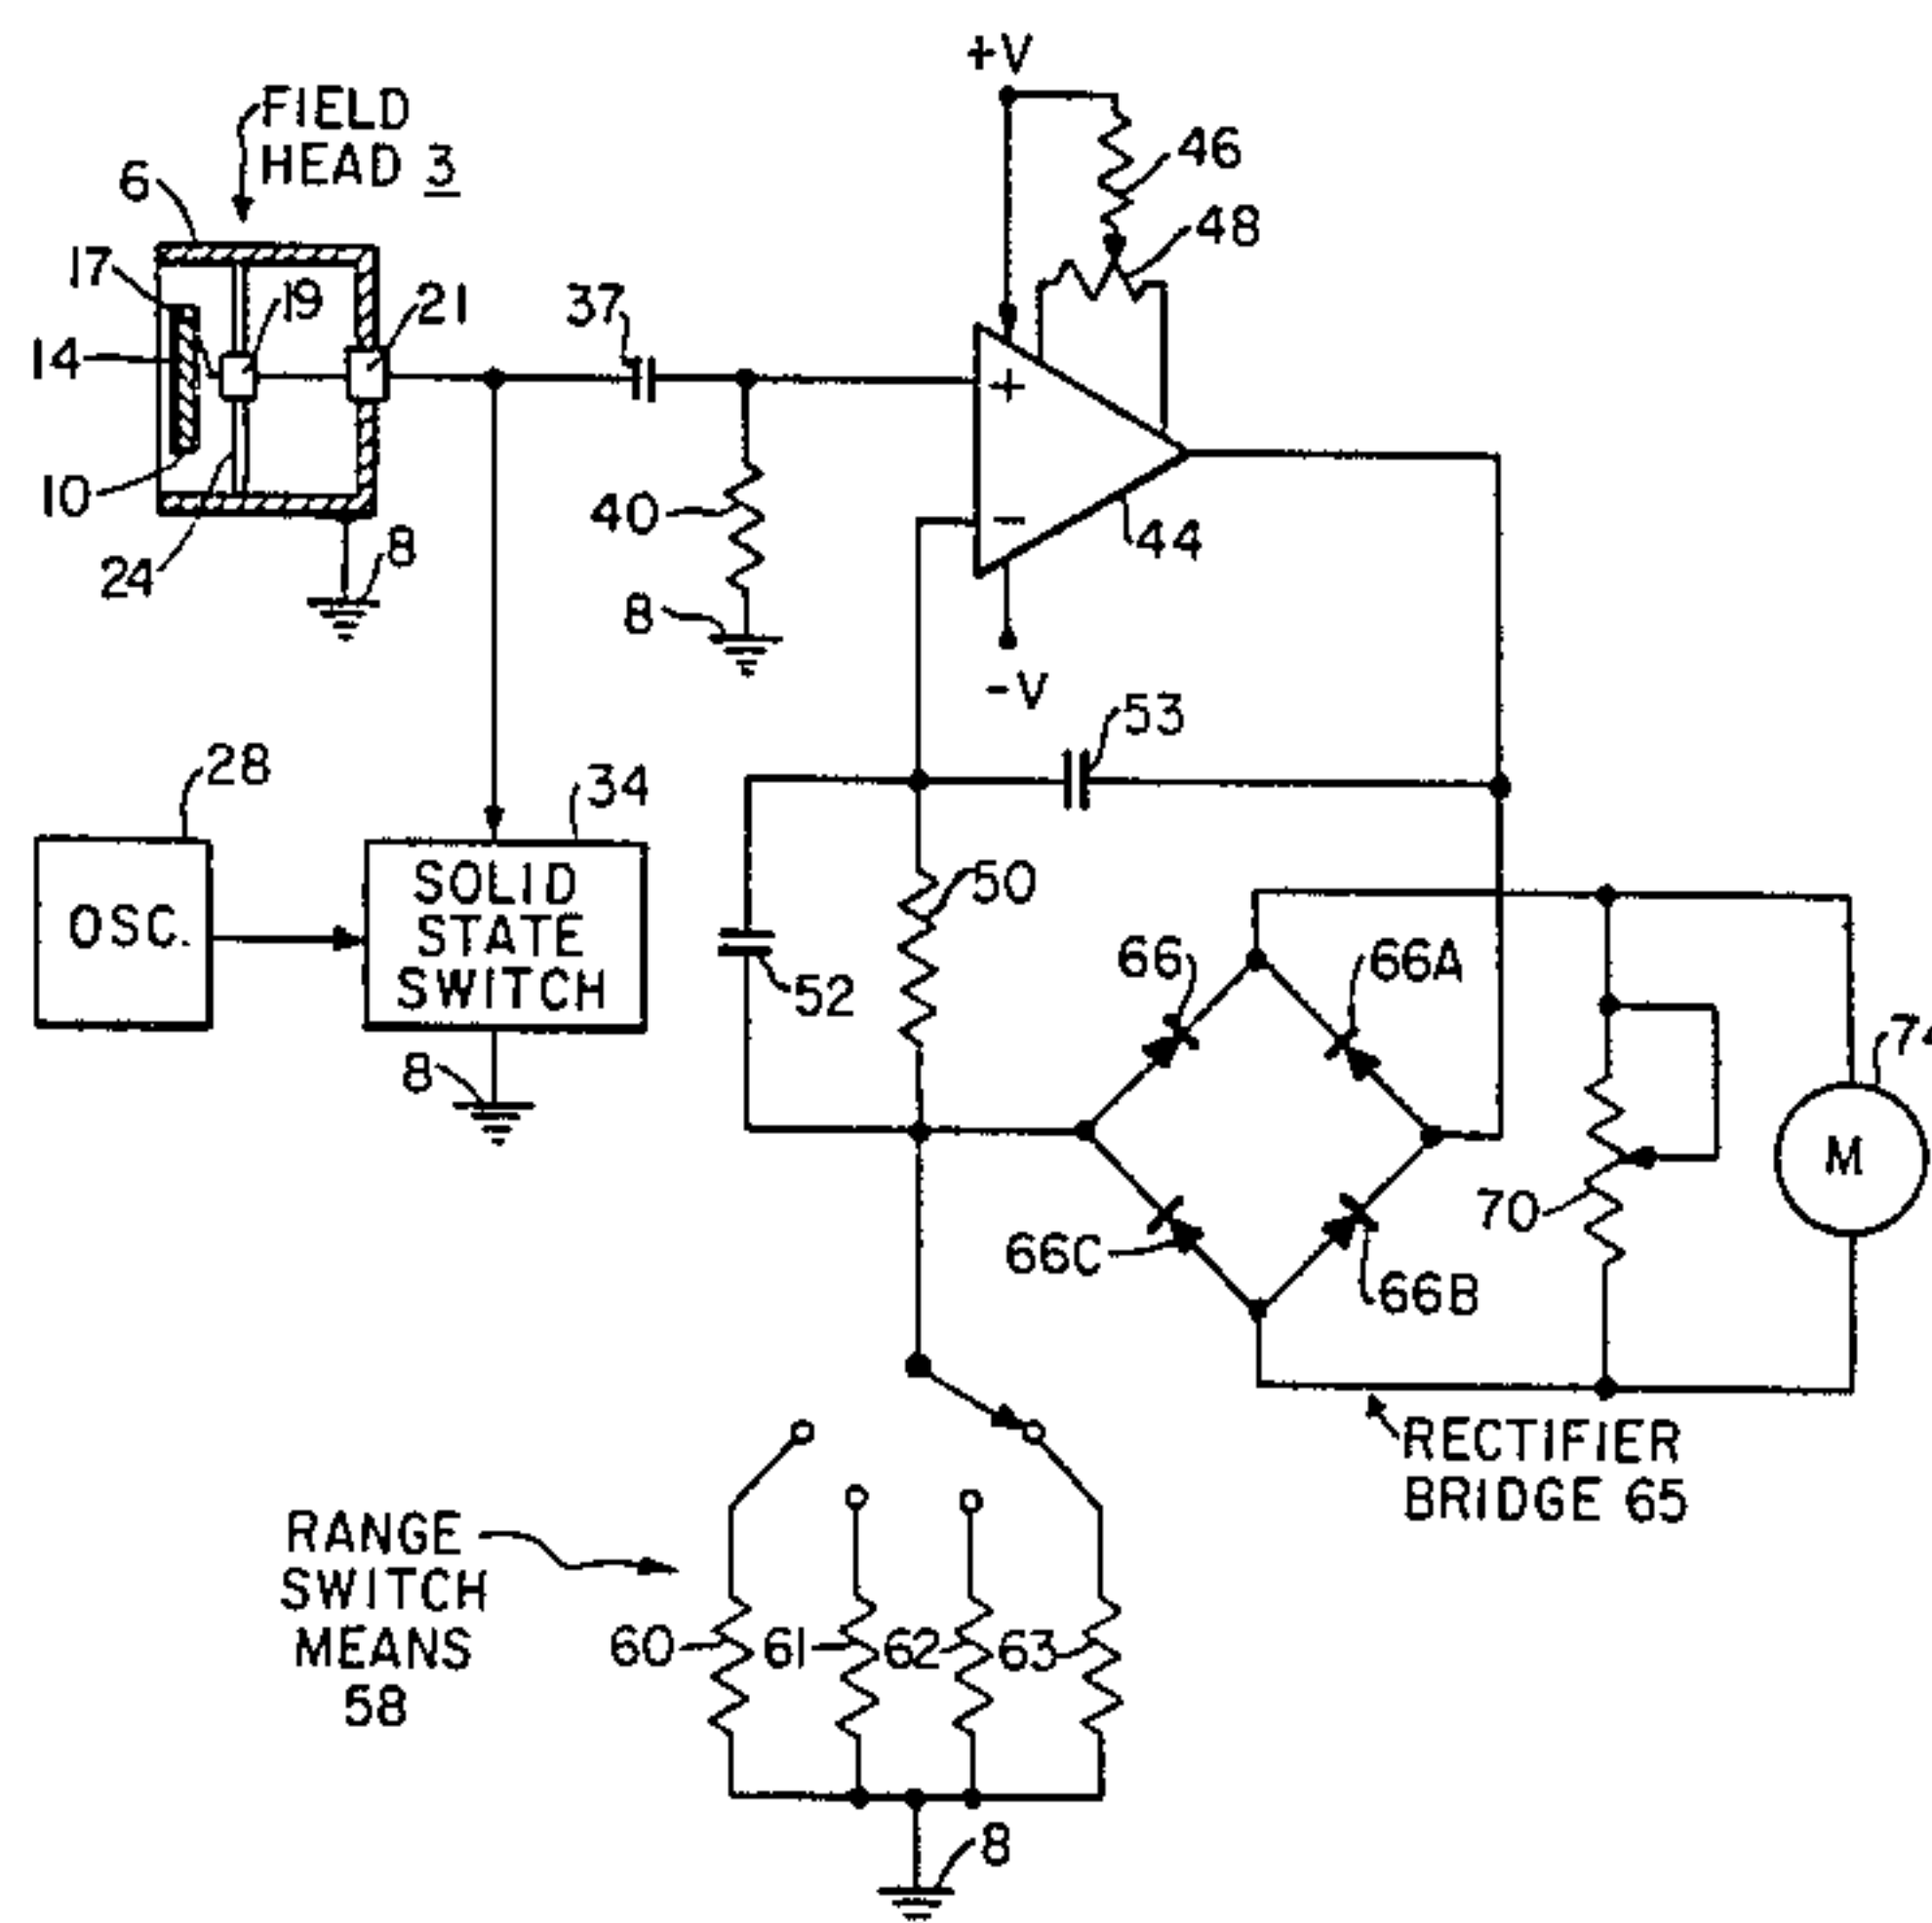 +V
FIELD
HEAD 3
6
46
48
17
19
21
37
14
+
10
40
−
44
24
8
8
-V
53
28
34
OSC.
SOLID
STATE
SWITCH
50
66
66A
52
8
74
M
70
66C
66B
RECTIFIER
BRIDGE 65
RANGE
SWITCH
MEANS
58
60
61
62
63
8